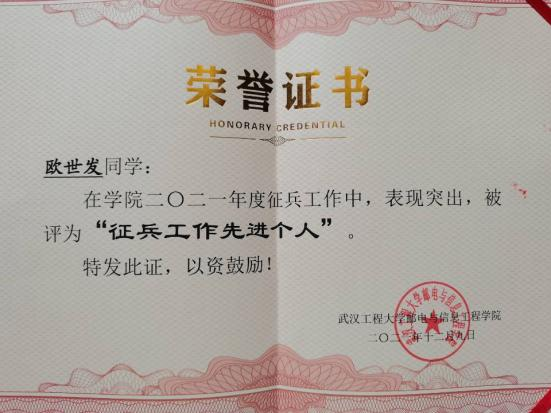 荣誉证书
HONORARY CREDENTIAL
欧世发同学：
在学院二〇二一年度征兵工作中，表现突出，被
评为“征兵工作先进个人”。
特发此证，以资鼓励！
武汉工程大学邮电与信息工程学院
二〇二一年十二月九日